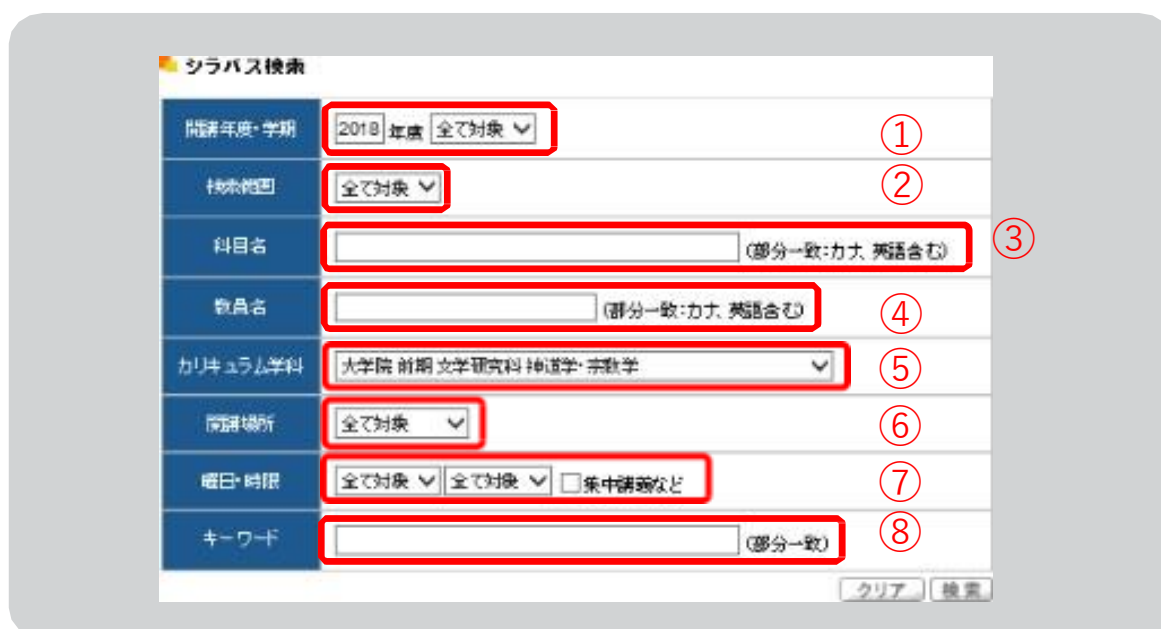 シラバス検索
開講年度・学期 2018 年度 全て対象 ①
検索範囲 全て対象 ②
科目名 (部分一致:カナ、英語含む) ③
教員名 (部分一致:カナ、英語含む) ④
カリキュラム学科 大学院 前期 文学研究科 神道学・宗教学 ⑤
開講場所 全て対象 ⑥
曜日・時限 全て対象 全て対象 集中講義など ⑦
キーワード (部分一致) ⑧
クリア 検索